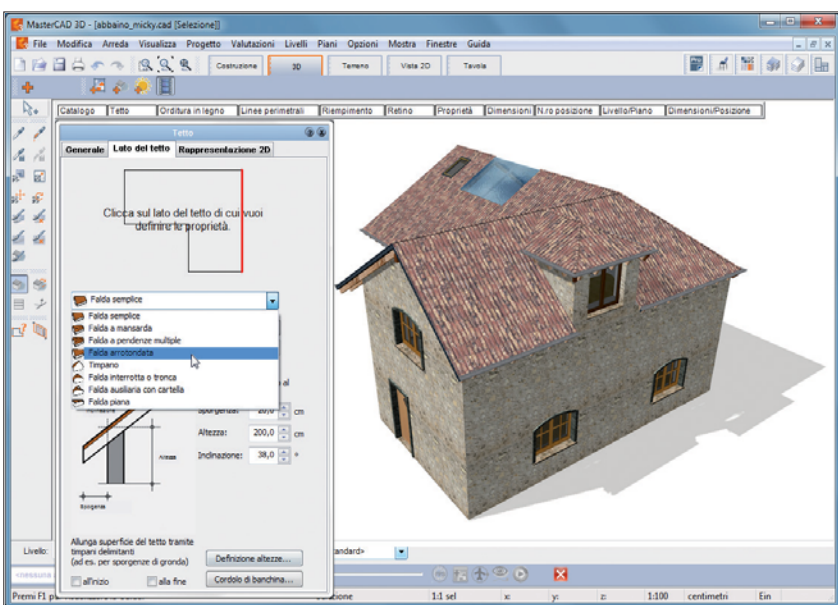 MasterCAD 3D - [abbaino_micky.cad [Selezione]]
File Modifica Arreda Visualizza Progetto Valutazioni Livelli Piani Opzioni Mostra Finestre Guida
Costruzione 3D Terreno Vista 2D Tavola
Catalogo Tetto Orditura in legno Linee perimetrali Riempimento Retino Proprietà Dimensioni N.ro posizione Livello/Piano Dimensioni/Posizione
Tetto
Generale Lato del tetto Rappresentazione 2D
Clicca sul lato del tetto di cui vuoi
definire le proprietà.
Falda semplice
Falda semplice
Falda a mansarda
Falda a pendenze multiple
Falda arrotondata
Timpano
Falda interrotta o tronca
Falda ausiliaria con cartella
Falda piana
al
Sporgenza: 20,0 cm
Altezza: 200,0 cm
Altezza
Inclinazione: 38,0 °
Sporgenza
Allunga superficie del tetto tramite
timpani delimitanti
(ad es. per sporgenze di gronda)
Definizione altezze...
all'inizio alla fine Cordolo di banchina...
Livello:
<nessuna
Premi F1 p
1:1 sel x: y: z: 1:100 centimetri Ein